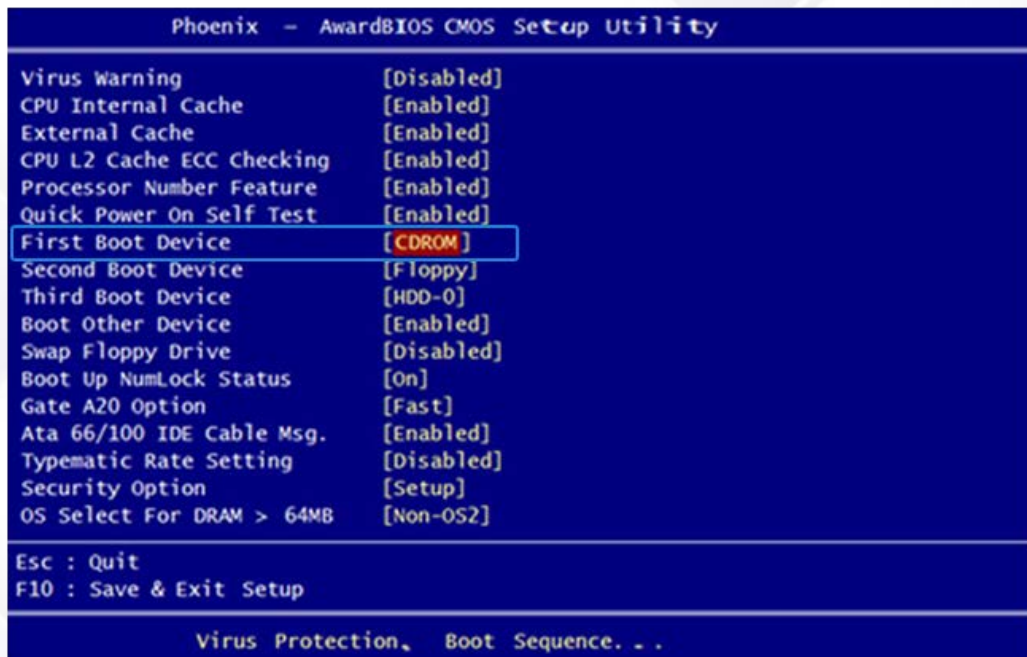 Phoenix – AwardBIOS CMOS Setup Utility
Virus Warning [Disabled]
CPU Internal Cache [Enabled]
External Cache [Enabled]
CPU L2 Cache ECC Checking [Enabled]
Processor Number Feature [Enabled]
Quick Power On Self Test [Enabled]
First Boot Device [CDROM]
Second Boot Device [Floppy]
Third Boot Device [HDD-0]
Boot Other Device [Enabled]
Swap Floppy Drive [Disabled]
Boot Up NumLock Status [On]
Gate A20 Option [Fast]
Ata 66/100 IDE Cable Msg. [Enabled]
Typematic Rate Setting [Disabled]
Security Option [Setup]
OS Select For DRAM > 64MB [Non-OS2]
Esc : Quit
F10 : Save & Exit Setup
Virus Protection、 Boot Sequence...